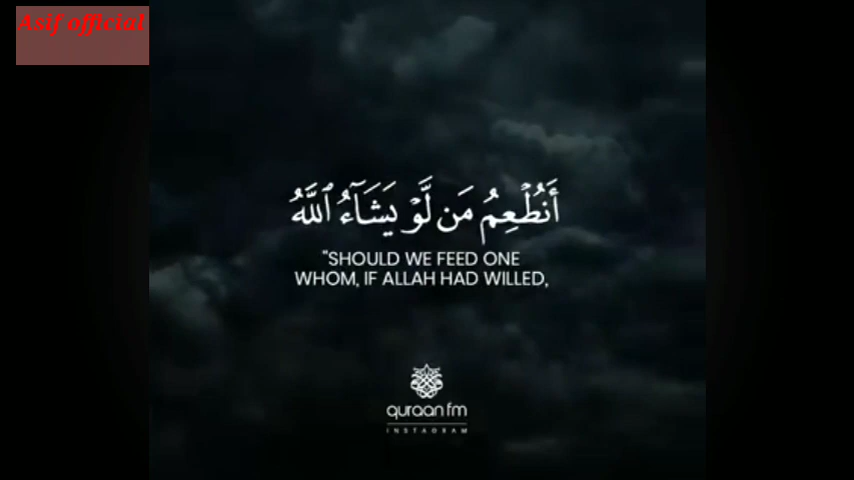 Asif official
أَنُطۡعِمُ مَن لَّوۡ يَشَآءُ ٱللَّهُ
"SHOULD WE FEED ONE
WHOM, IF ALLAH HAD WILLED,
quraan fm
INSTAGRAM